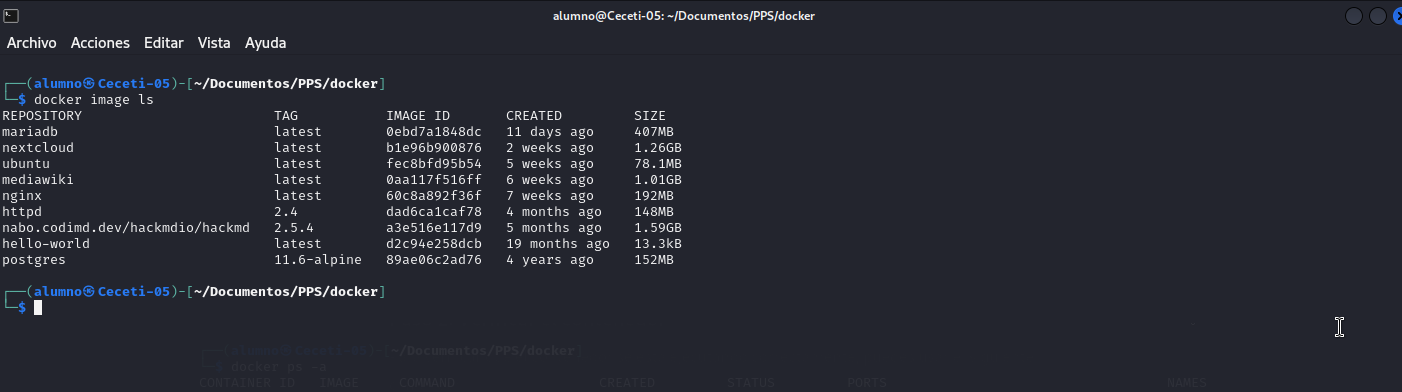 alumno@Ceceti-05: ~/Documentos/PPS/docker
Archivo Acciones Editar Vista Ayuda
┌──(alumno㉿Ceceti-05)-[~/Documentos/PPS/docker]
└─$ docker image ls
REPOSITORY TAG IMAGE ID CREATED SIZE
mariadb latest 0ebd7a1848dc 11 days ago 407MB
nextcloud latest b1e96b900876 2 weeks ago 1.26GB
ubuntu latest fec8bfd95b54 5 weeks ago 78.1MB
mediawiki latest 0aa117f516ff 6 weeks ago 1.01GB
nginx latest 60c8a892f36f 7 weeks ago 192MB
httpd 2.4 dad6ca1caf78 4 months ago 148MB
nabo.codimd.dev/hackmdio/hackmd 2.5.4 a3e516e117d9 5 months ago 1.59GB
hello-world latest d2c94e258dcb 19 months ago 13.3kB
postgres 11.6-alpine 89ae06c2ad76 4 years ago 152MB
┌──(alumno㉿Ceceti-05)-[~/Documentos/PPS/docker]
└─$
┌──(alumno㉿Ceceti-05)-[~/Documentos/PPS/docker]
└─$ docker ps -a
CONTAINER ID IMAGE COMMAND CREATED STATUS PORTS NAMES